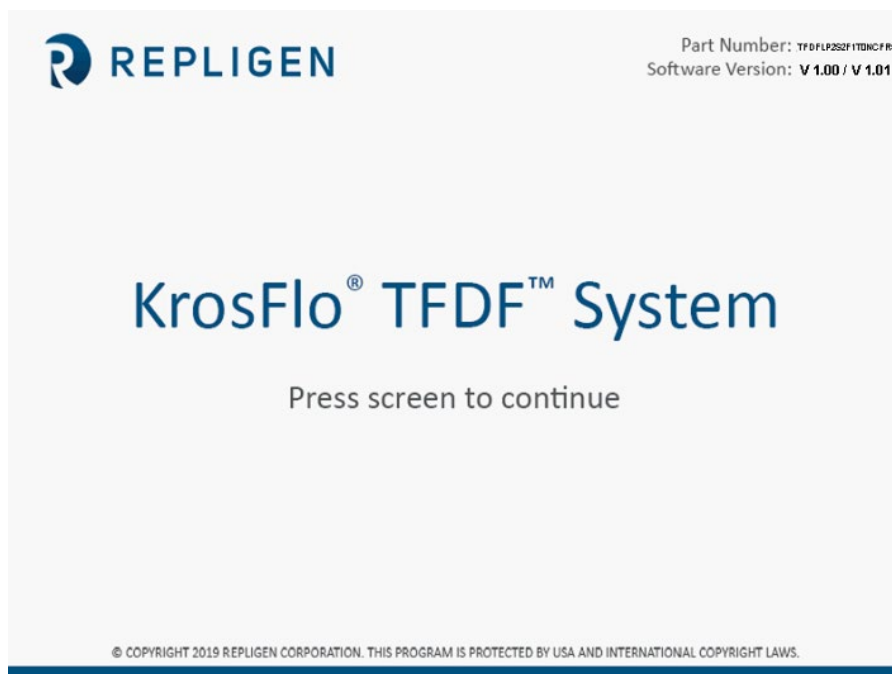 REPLIGEN
Part Number:
Software Version: V 1.00 / V 1.01
KrosFlo® TFDF™ System
Press screen to continue
© COPYRIGHT 2019 REPLIGEN CORPORATION. THIS PROGRAM IS PROTECTED BY USA AND INTERNATIONAL COPYRIGHT LAWS.